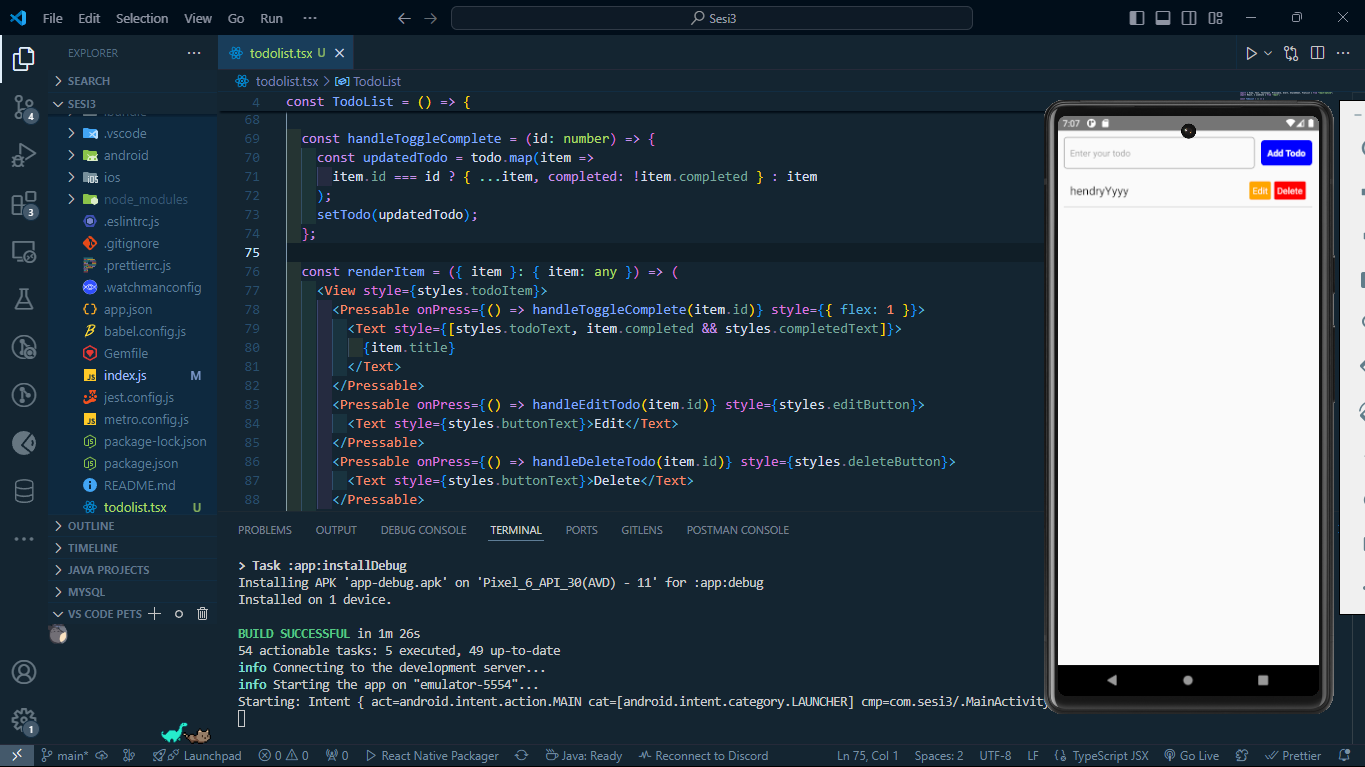 File Edit Selection View Go Run ··· Sesi3
EXPLORER ···
SEARCH
SESI3
.vscode
android
ios
node_modules
.eslintrc.js
.gitignore
.prettierrc.js
.watchmanconfig
app.json
babel.config.js
Gemfile
index.js M
jest.config.js
metro.config.js
package-lock.json
package.json
README.md
todolist.tsx U
OUTLINE
TIMELINE
JAVA PROJECTS
MYSQL
VS CODE PETS
4
3
1
todolist.tsx U
todolist.tsx > TodoList
4 const TodoList = () => {
68
69 const handleToggleComplete = (id: number) => {
70 const updatedTodo = todo.map(item =>
71 item.id === id ? { ...item, completed: !item.completed } : item
72 );
73 setTodo(updatedTodo);
74 };
75
76 const renderItem = ({ item }: { item: any }) => (
77 <View style={styles.todoItem}>
78 <Pressable onPress={() => handleToggleComplete(item.id)} style={{ flex: 1 }}>
79 <Text style={[styles.todoText, item.completed && styles.completedText]}>
80 {item.title}
81 </Text>
82 </Pressable>
83 <Pressable onPress={() => handleEditTodo(item.id)} style={styles.editButton}>
84 <Text style={styles.buttonText}>Edit</Text>
85 </Pressable>
86 <Pressable onPress={() => handleDeleteTodo(item.id)} style={styles.deleteButton}>
87 <Text style={styles.buttonText}>Delete</Text>
88 </Pressable>
PROBLEMS OUTPUT DEBUG CONSOLE TERMINAL PORTS GITLENS POSTMAN CONSOLE
> Task :app:installDebug
Installing APK 'app-debug.apk' on 'Pixel_6_API_30(AVD) - 11' for :app:debug
Installed on 1 device.
BUILD SUCCESSFUL in 1m 26s
54 actionable tasks: 5 executed, 49 up-to-date
info Connecting to the development server...
info Starting the app on "emulator-5554"...
Starting: Intent { act=android.intent.action.MAIN cat=[android.intent.category.LAUNCHER] cmp=com.sesi3/.MainActivity
7:07
Enter your todo Add Todo
hendryYyyy Edit Delete
main* Launchpad 0 0 0 React Native Packager Java: Ready Reconnect to Discord Ln 75, Col 1 Spaces: 2 UTF-8 LF TypeScript JSX Go Live Prettier